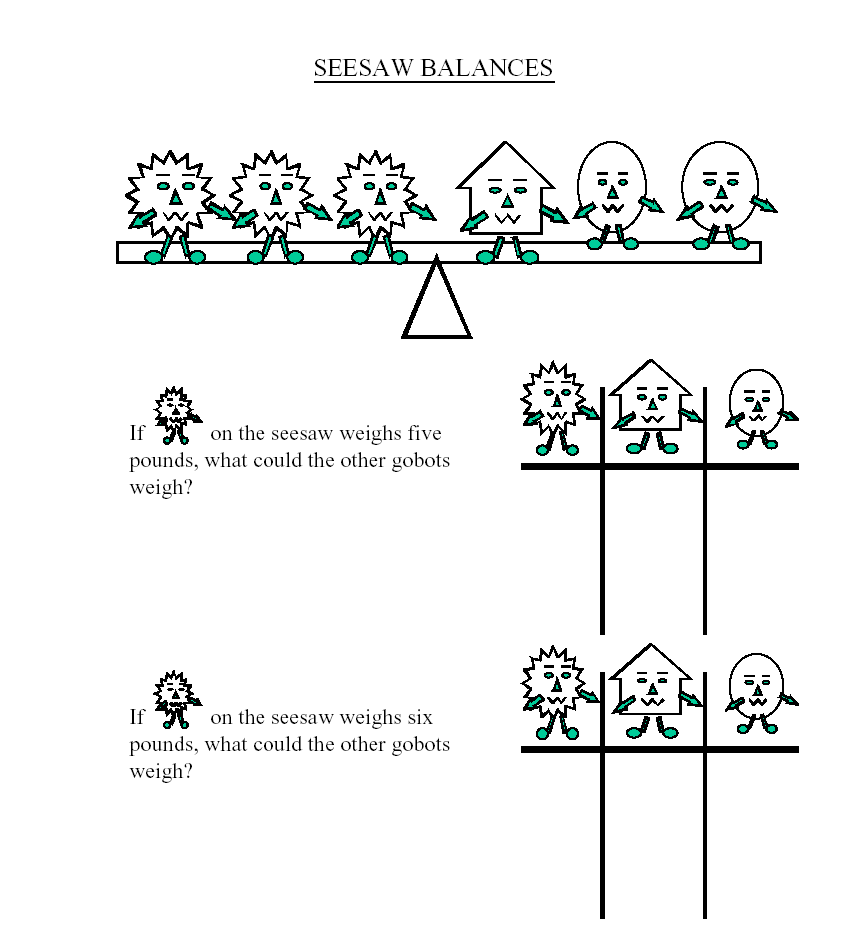 SEESAW BALANCES
If on the seesaw weighs five
pounds, what could the other gobots
weigh?
If on the seesaw weighs six
pounds, what could the other gobots
weigh?